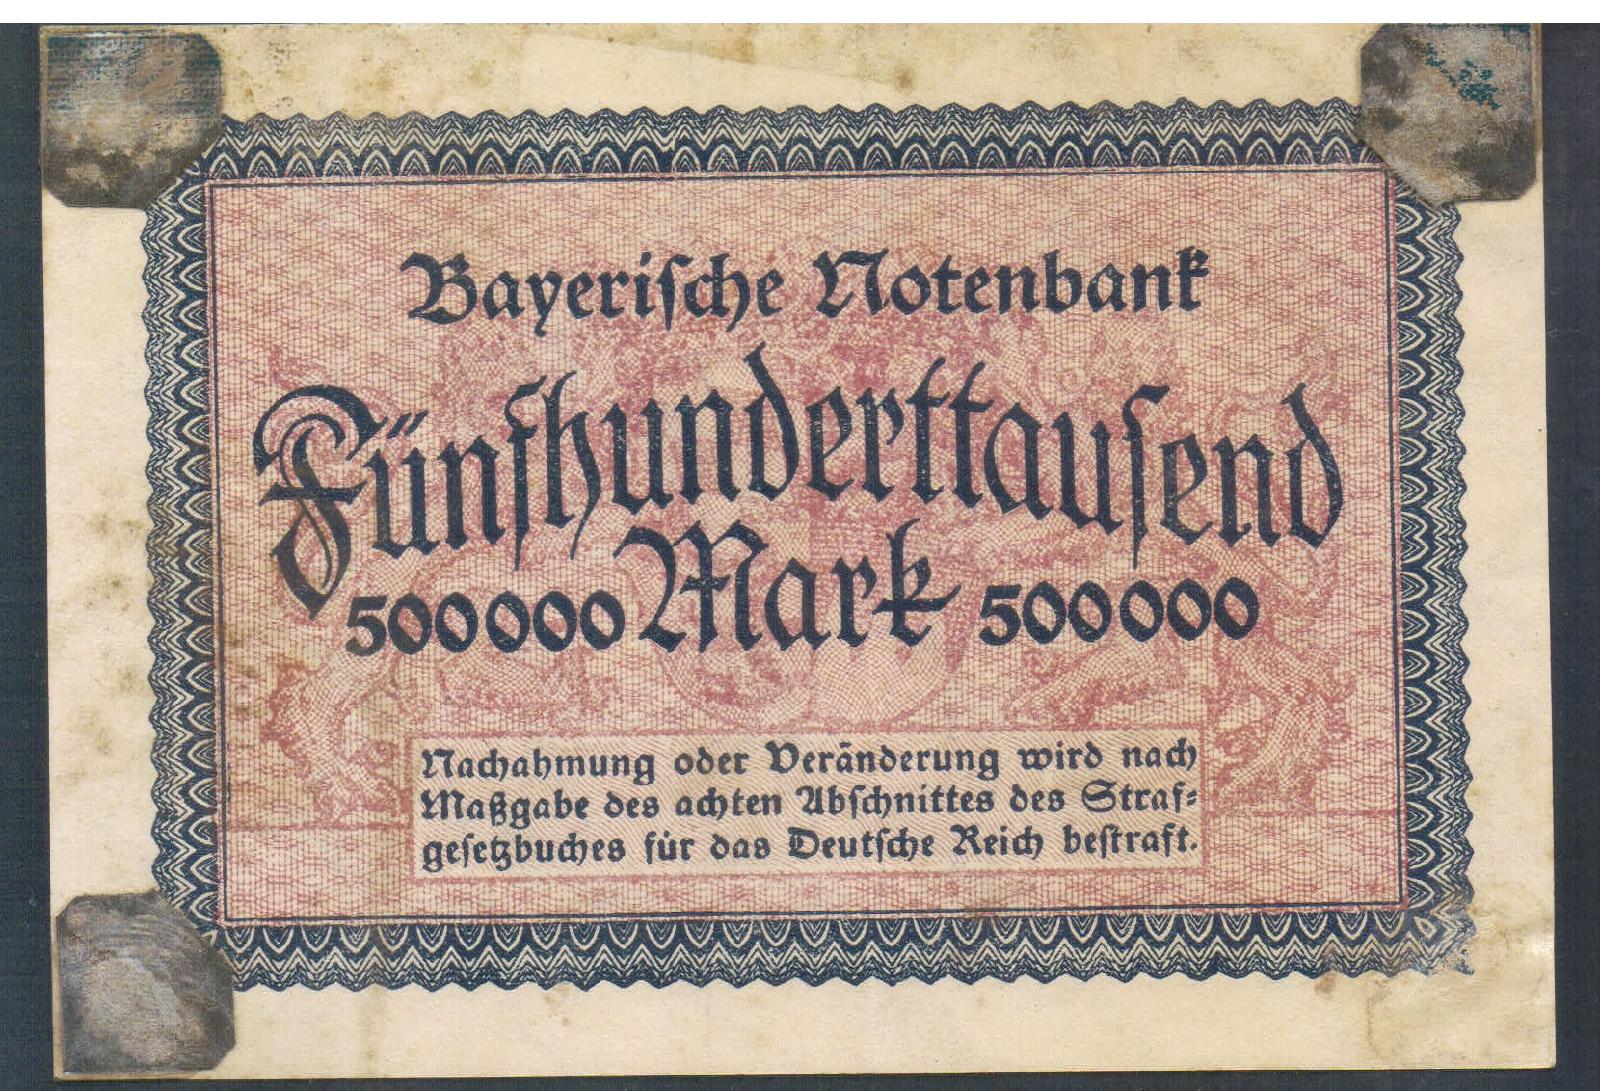 Bayerische Notenbank
Fünfhunderttausend
500000 Mark 500000
Nachahmung oder Veränderung wird nach
Maßgabe des achten Abschnittes des Straf-
gesetzbuches für das Deutsche Reich bestraft.